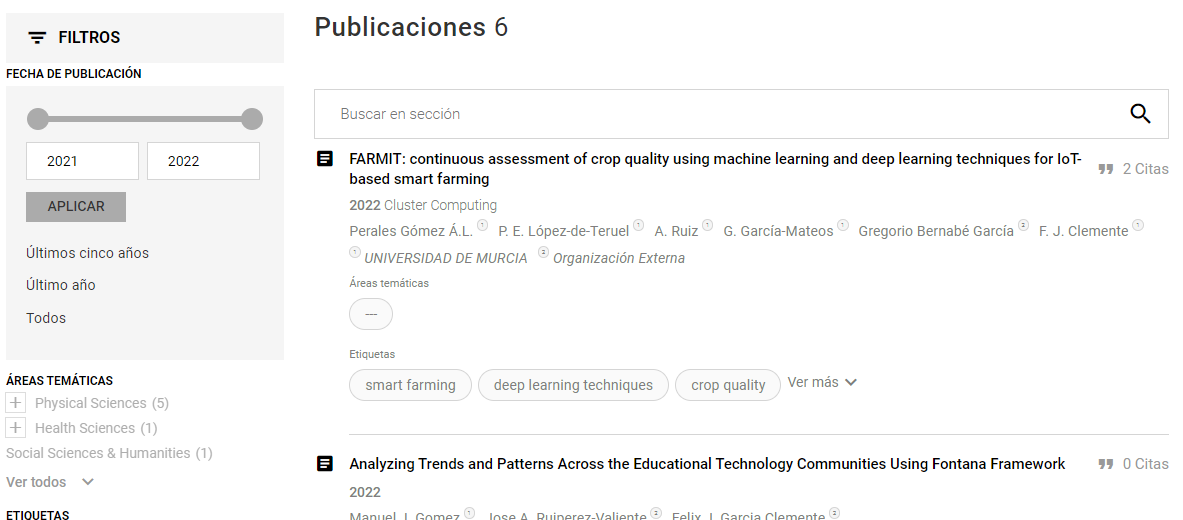 FILTROS
FECHA DE PUBLICACIÓN
2021 2022
APLICAR
Últimos cinco años
Último año
Todos
ÁREAS TEMÁTICAS
Physical Sciences (5)
Health Sciences (1)
Social Sciences & Humanities (1)
Ver todos
ETIQUETAS
Publicaciones 6
Buscar en sección
FARMIT: continuous assessment of crop quality using machine learning and deep learning techniques for IoT-
based smart farming
2 Citas
2022 Cluster Computing
Perales Gómez Á.L. 1 P. E. López-de-Teruel 1 A. Ruiz 1 G. García-Mateos 1 Gregorio Bernabé García 2 F. J. Clemente 1
1 UNIVERSIDAD DE MURCIA 2 Organización Externa
Áreas temáticas
---
Etiquetas
smart farming deep learning techniques crop quality Ver más
Analyzing Trends and Patterns Across the Educational Technology Communities Using Fontana Framework
0 Citas
2022
Manuel J. Gomez 1 Jose A. Ruiperez-Valiente 2 Felix J. Garcia Clemente 2